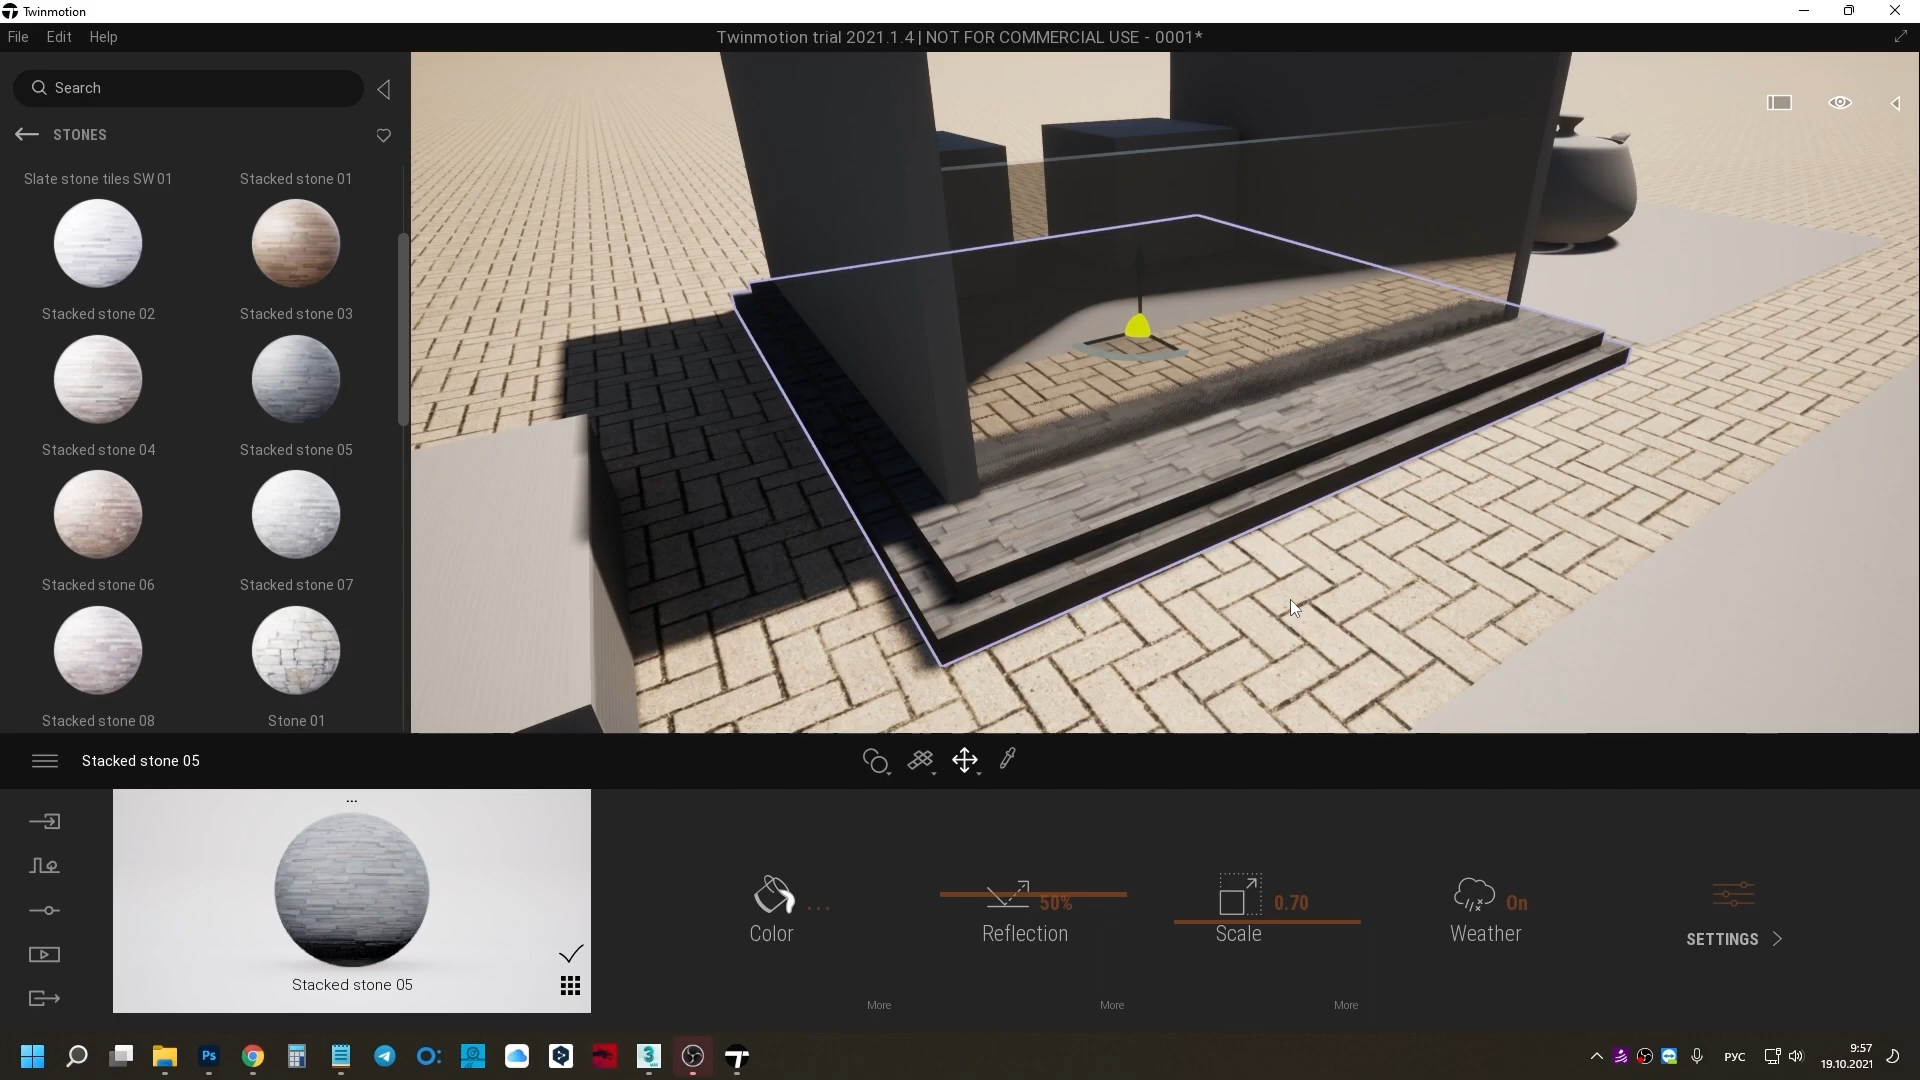 Twinmotion
File Edit Help
Twinmotion trial 2021.1.4 | NOT FOR COMMERCIAL USE - 0001*
Search
STONES
Slate stone tiles SW 01
Stacked stone 01
Stacked stone 02
Stacked stone 03
Stacked stone 04
Stacked stone 05
Stacked stone 06
Stacked stone 07
Stacked stone 08
Stone 01
Stacked stone 05
...
Stacked stone 05
Color
...
50%
Reflection
0.70
Scale
On
Weather
SETTINGS
More
More
More
Ps
3
РУС
9:57
19.10.2021